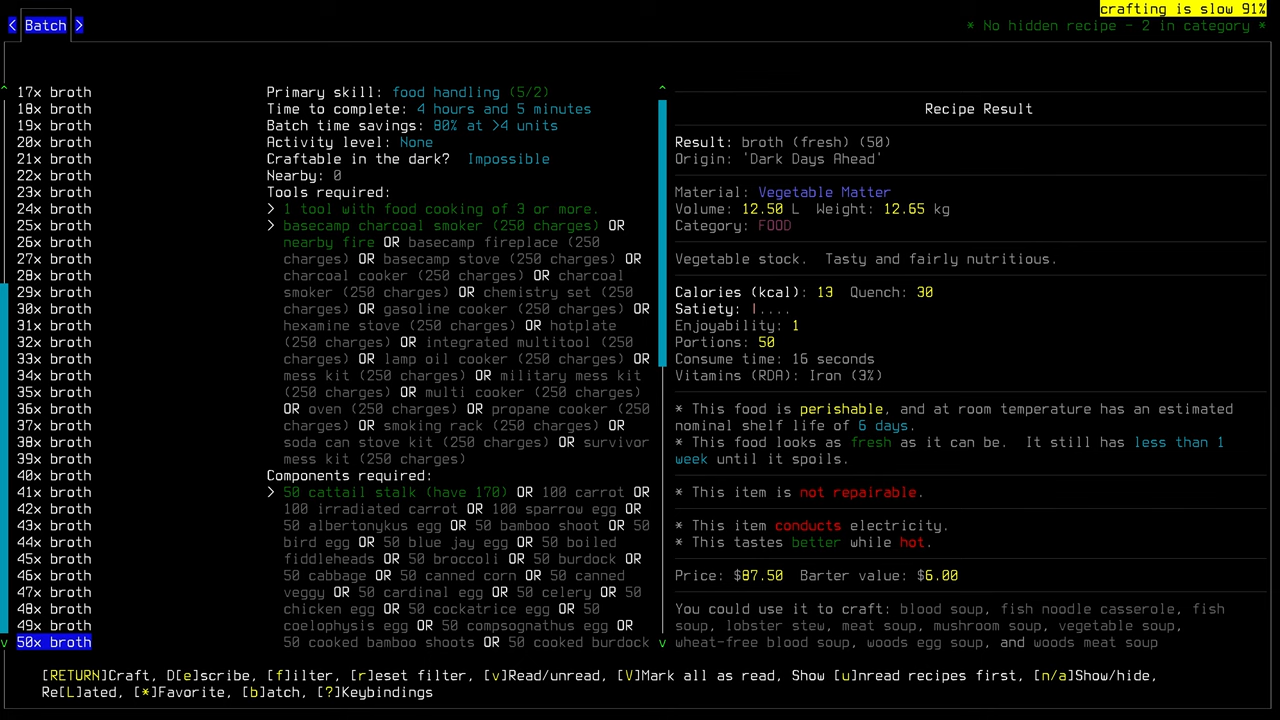 crafting is slow 91%
< Batch >
* No hidden recipe - 2 in category *
17x broth
18x broth
19x broth
20x broth
21x broth
22x broth
23x broth
24x broth
25x broth
26x broth
27x broth
28x broth
29x broth
30x broth
31x broth
32x broth
33x broth
34x broth
35x broth
36x broth
37x broth
38x broth
39x broth
40x broth
41x broth
42x broth
43x broth
44x broth
45x broth
46x broth
47x broth
48x broth
49x broth
50x broth
Primary skill: food handling (5/2)
Time to complete: 4 hours and 5 minutes
Batch time savings: 80% at >4 units
Activity level: None
Craftable in the dark? Impossible
Nearby: 0
Tools required:
> 1 tool with food cooking of 3 or more.
> basecamp charcoal smoker (250 charges) OR
nearby fire OR basecamp fireplace (250
charges) OR basecamp stove (250 charges) OR
charcoal cooker (250 charges) OR charcoal
smoker (250 charges) OR chemistry set (250
charges) OR gasoline cooker (250 charges) OR
hexamine stove (250 charges) OR hotplate
(250 charges) OR integrated multitool (250
charges) OR lamp oil cooker (250 charges) OR
mess kit (250 charges) OR military mess kit
(250 charges) OR multi cooker (250 charges)
OR oven (250 charges) OR propane cooker (250
charges) OR smoking rack (250 charges) OR
soda can stove kit (250 charges) OR survivor
mess kit (250 charges)
Components required:
> 50 cattail stalk (have 170) OR 100 carrot OR
100 irradiated carrot OR 100 sparrow egg OR
50 albertonykus egg OR 50 bamboo shoot OR 50
bird egg OR 50 blue jay egg OR 50 boiled
fiddleheads OR 50 broccoli OR 50 burdock OR
50 cabbage OR 50 canned corn OR 50 canned
veggy OR 50 cardinal egg OR 50 celery OR 50
chicken egg OR 50 cockatrice egg OR 50
coelophysis egg OR 50 compsognathus egg OR
50 cooked bamboo shoots OR 50 cooked burdock
Recipe Result
Result: broth (fresh) (50)
Origin: 'Dark Days Ahead'
Material: Vegetable Matter
Volume: 12.50 L Weight: 12.65 kg
Category: FOOD
Vegetable stock. Tasty and fairly nutritious.
Calories (kcal): 13 Quench: 30
Satiety: |....
Enjoyability: 1
Portions: 50
Consume time: 16 seconds
Vitamins (RDA): Iron (3%)
* This food is perishable, and at room temperature has an estimated
nominal shelf life of 6 days.
* This food looks as fresh as it can be. It still has less than 1
week until it spoils.
* This item is not repairable.
* This item conducts electricity.
* This tastes better while hot.
Price: $87.50 Barter value: $6.00
You could use it to craft: blood soup, fish noodle casserole, fish
soup, lobster stew, meat soup, mushroom soup, vegetable soup,
wheat-free blood soup, woods egg soup, and woods meat soup
[RETURN]Craft, D[e]scribe, [f]ilter, [r]eset filter, [v]Read/unread, [V]Mark all as read, Show [u]nread recipes first, [n/a]Show/hide,
Re[L]ated, [*]Favorite, [b]atch, [?]Keybindings